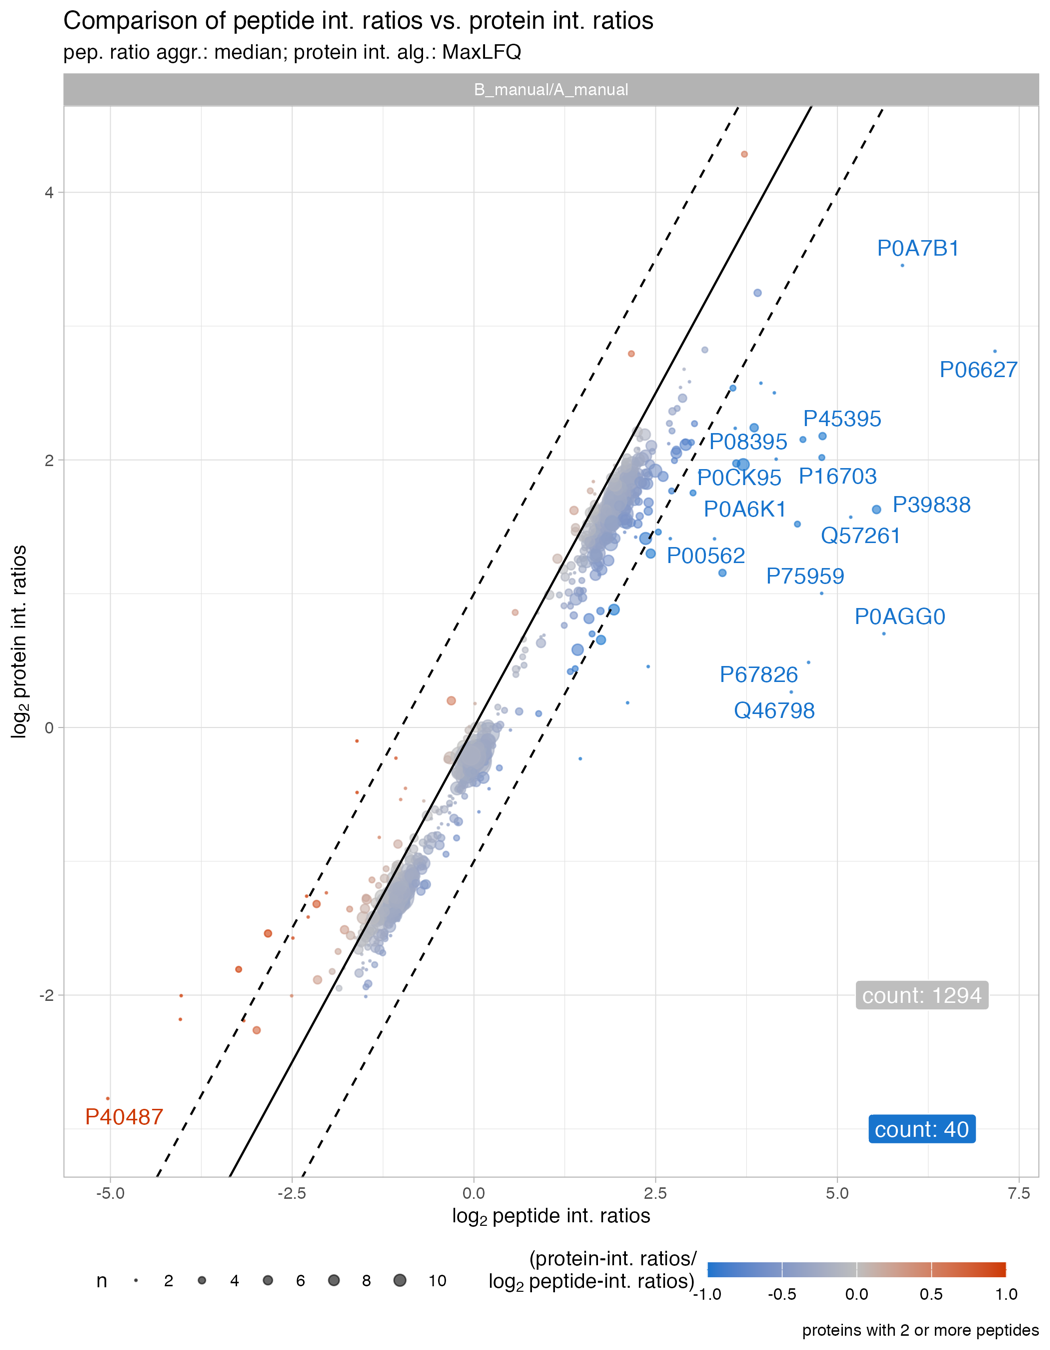 Comparison of peptide int. ratios vs. protein int. ratios
pep. ratio aggr.: median; protein int. alg.: MaxLFQ
B_manual/A_manual
log2 protein int. ratios
4
2
0
-2
P0A7B1
P06627
P45395
P08395
P0CK95
P16703
P0A6K1
P39838
Q57261
P00562
P75959
P0AGG0
P67826
Q46798
count: 1294
P40487
count: 40
-5.0
-2.5
0.0
2.5
5.0
7.5
log2 peptide int. ratios
n
2
4
6
8
10
(protein-int. ratios/
log2 peptide-int. ratios)
-1.0
-0.5
0.0
0.5
1.0
proteins with 2 or more peptides